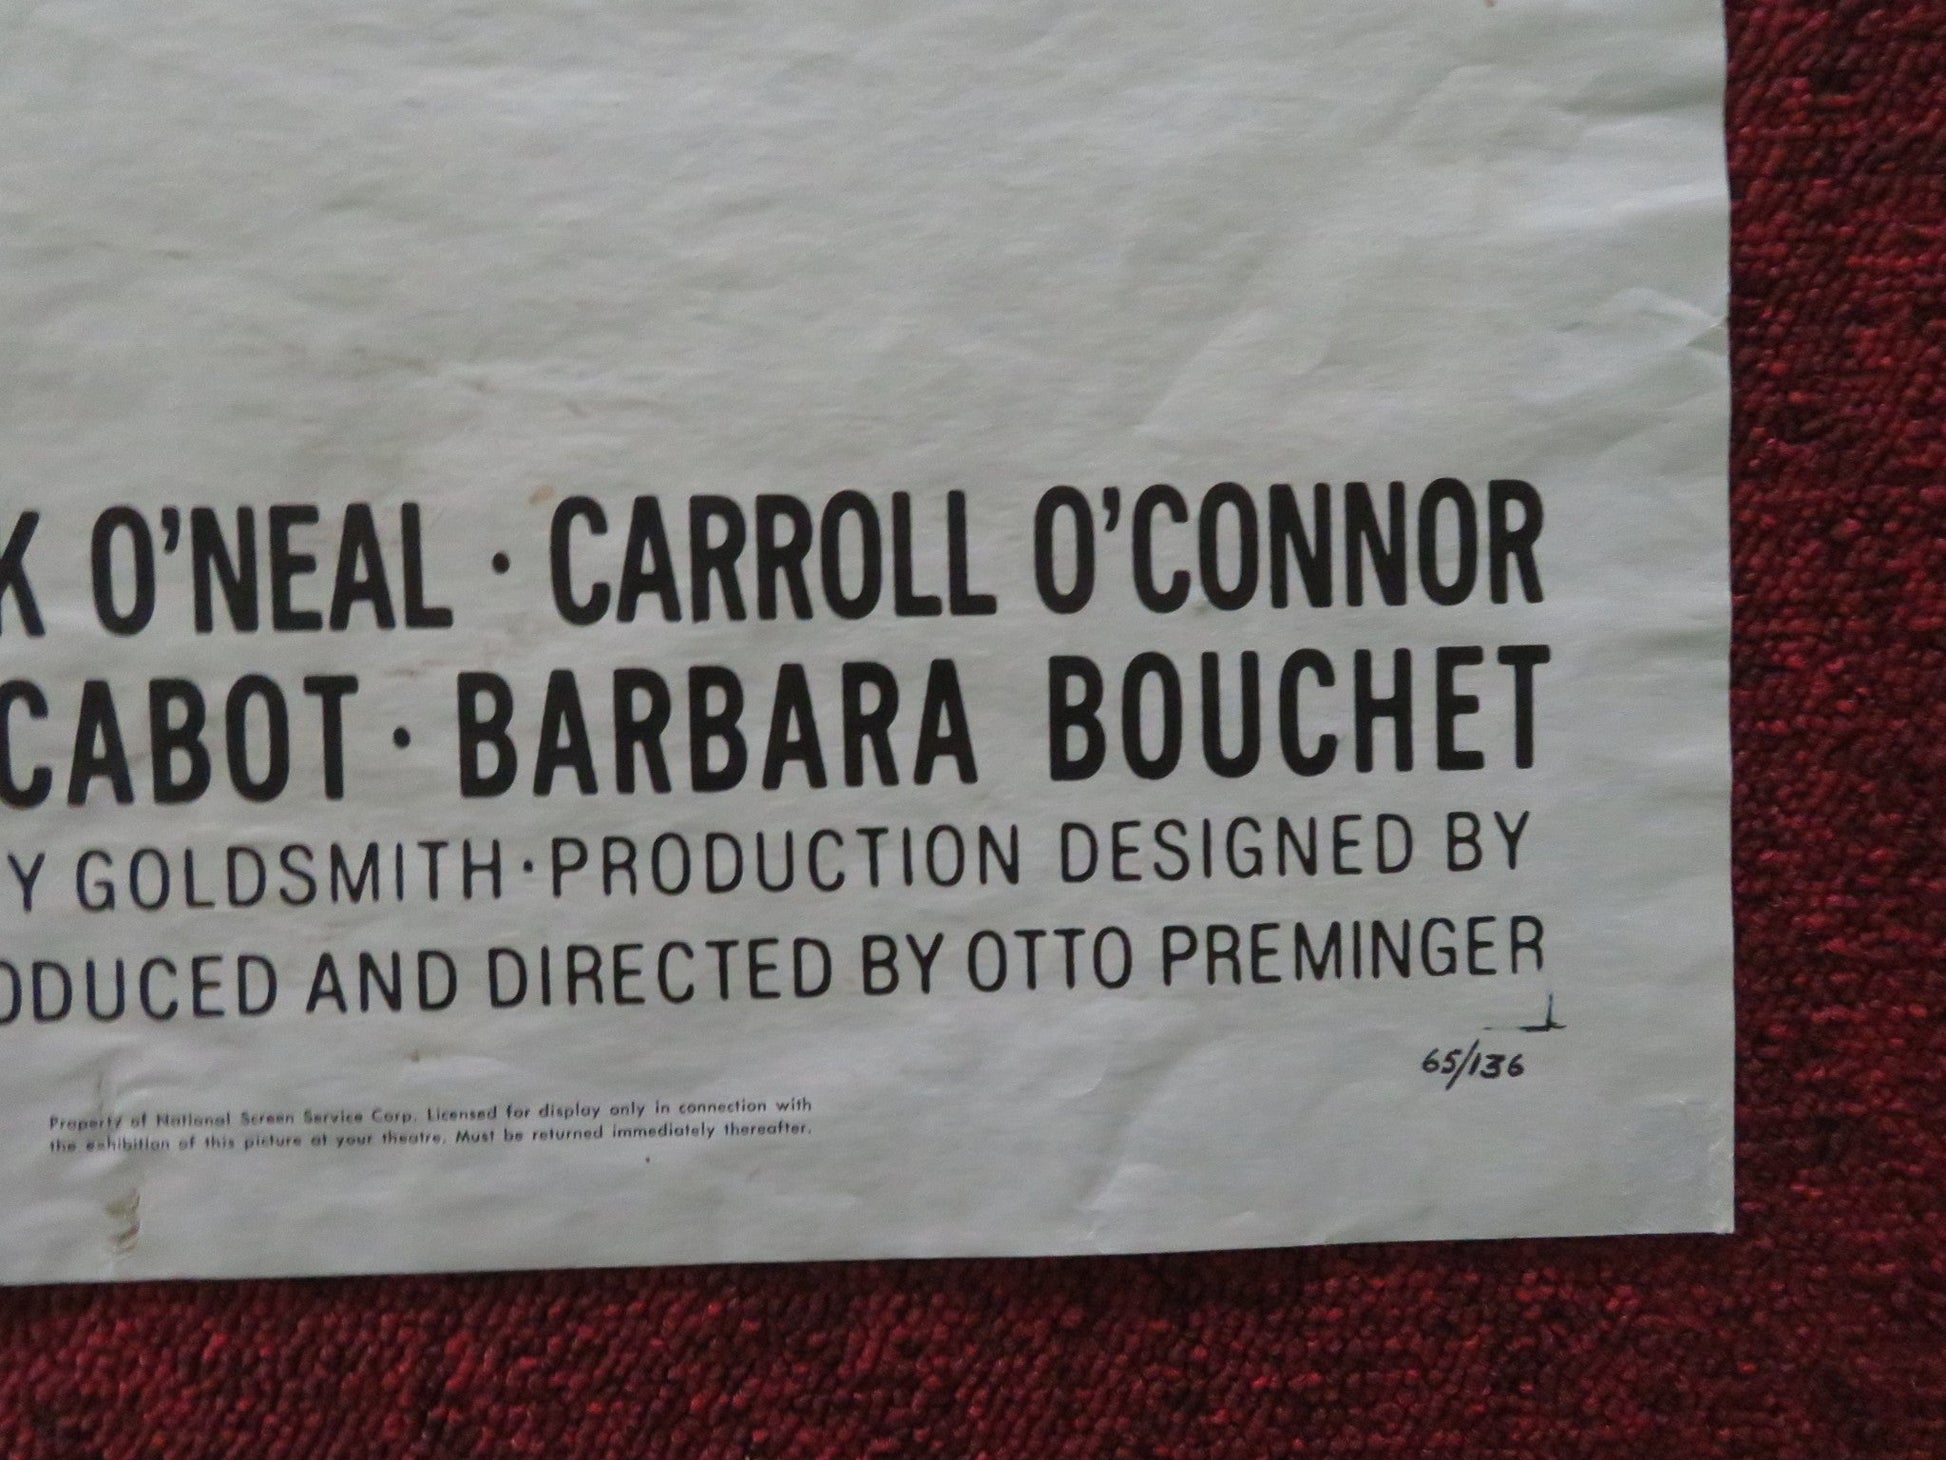 K O'NEAL · CARROLL O'CONNOR
CABOT · BARBARA BOUCHET
Y GOLDSMITH · PRODUCTION DESIGNED BY
ODUCED AND DIRECTED BY OTTO PREMINGER
65/136
Property of National Screen Service Corp. Licensed for display only in connection with
the exhibition of this picture at your theatre. Must be returned immediately thereafter.